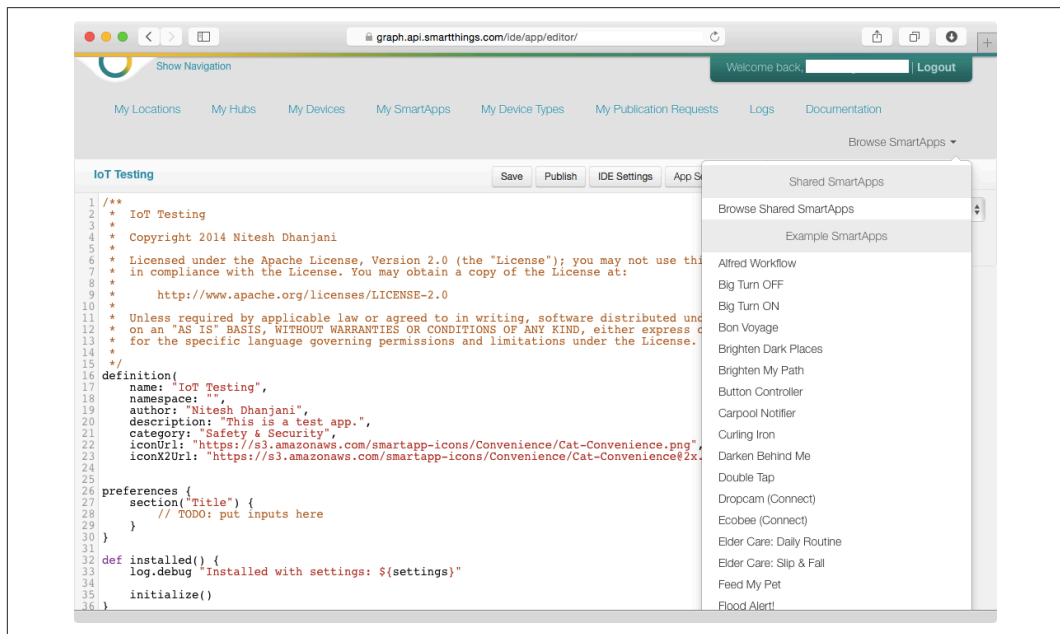 graph.api.smartthings.com/ide/app/editor/
Show Navigation
Welcome back, | Logout
My Locations My Hubs My Devices My SmartApps My Device Types My Publication Requests Logs Documentation
Browse SmartApps
IoT Testing
Save Publish IDE Settings App Se
1 /**
2 * IoT Testing
3 *
4 * Copyright 2014 Nitesh Dhanjani
5 *
6 * Licensed under the Apache License, Version 2.0 (the "License"); you may not use thi
7 * in compliance with the License. You may obtain a copy of the License at:
8 *
9 * http://www.apache.org/licenses/LICENSE-2.0
10 *
11 * Unless required by applicable law or agreed to in writing, software distributed und
12 * on an "AS IS" BASIS, WITHOUT WARRANTIES OR CONDITIONS OF ANY KIND, either express o
13 * for the specific language governing permissions and limitations under the License.
14 *
15 */
16 definition(
17 name: "IoT Testing",
18 namespace: "",
19 author: "Nitesh Dhanjani",
20 description: "This is a test app.",
21 category: "Safety & Security",
22 iconUrl: "https://s3.amazonaws.com/smartapp-icons/Convenience/Cat-Convenience.png",
23 iconX2Url: "https://s3.amazonaws.com/smartapp-icons/Convenience/Cat-Convenience@2x.
24
25
26 preferences {
27 section("Title") {
28 // TODO: put inputs here
29 }
30 }
31
32 def installed() {
33 log.debug "Installed with settings: ${settings}"
34
35 initialize()
36 }
Shared SmartApps
Browse Shared SmartApps
Example SmartApps
Alfred Workflow
Big Turn OFF
Big Turn ON
Bon Voyage
Brighten Dark Places
Brighten My Path
Button Controller
Carpool Notifier
Curling Iron
Darken Behind Me
Double Tap
Dropcam (Connect)
Ecobee (Connect)
Elder Care: Daily Routine
Elder Care: Slip & Fall
Feed My Pet
Flood Alert!